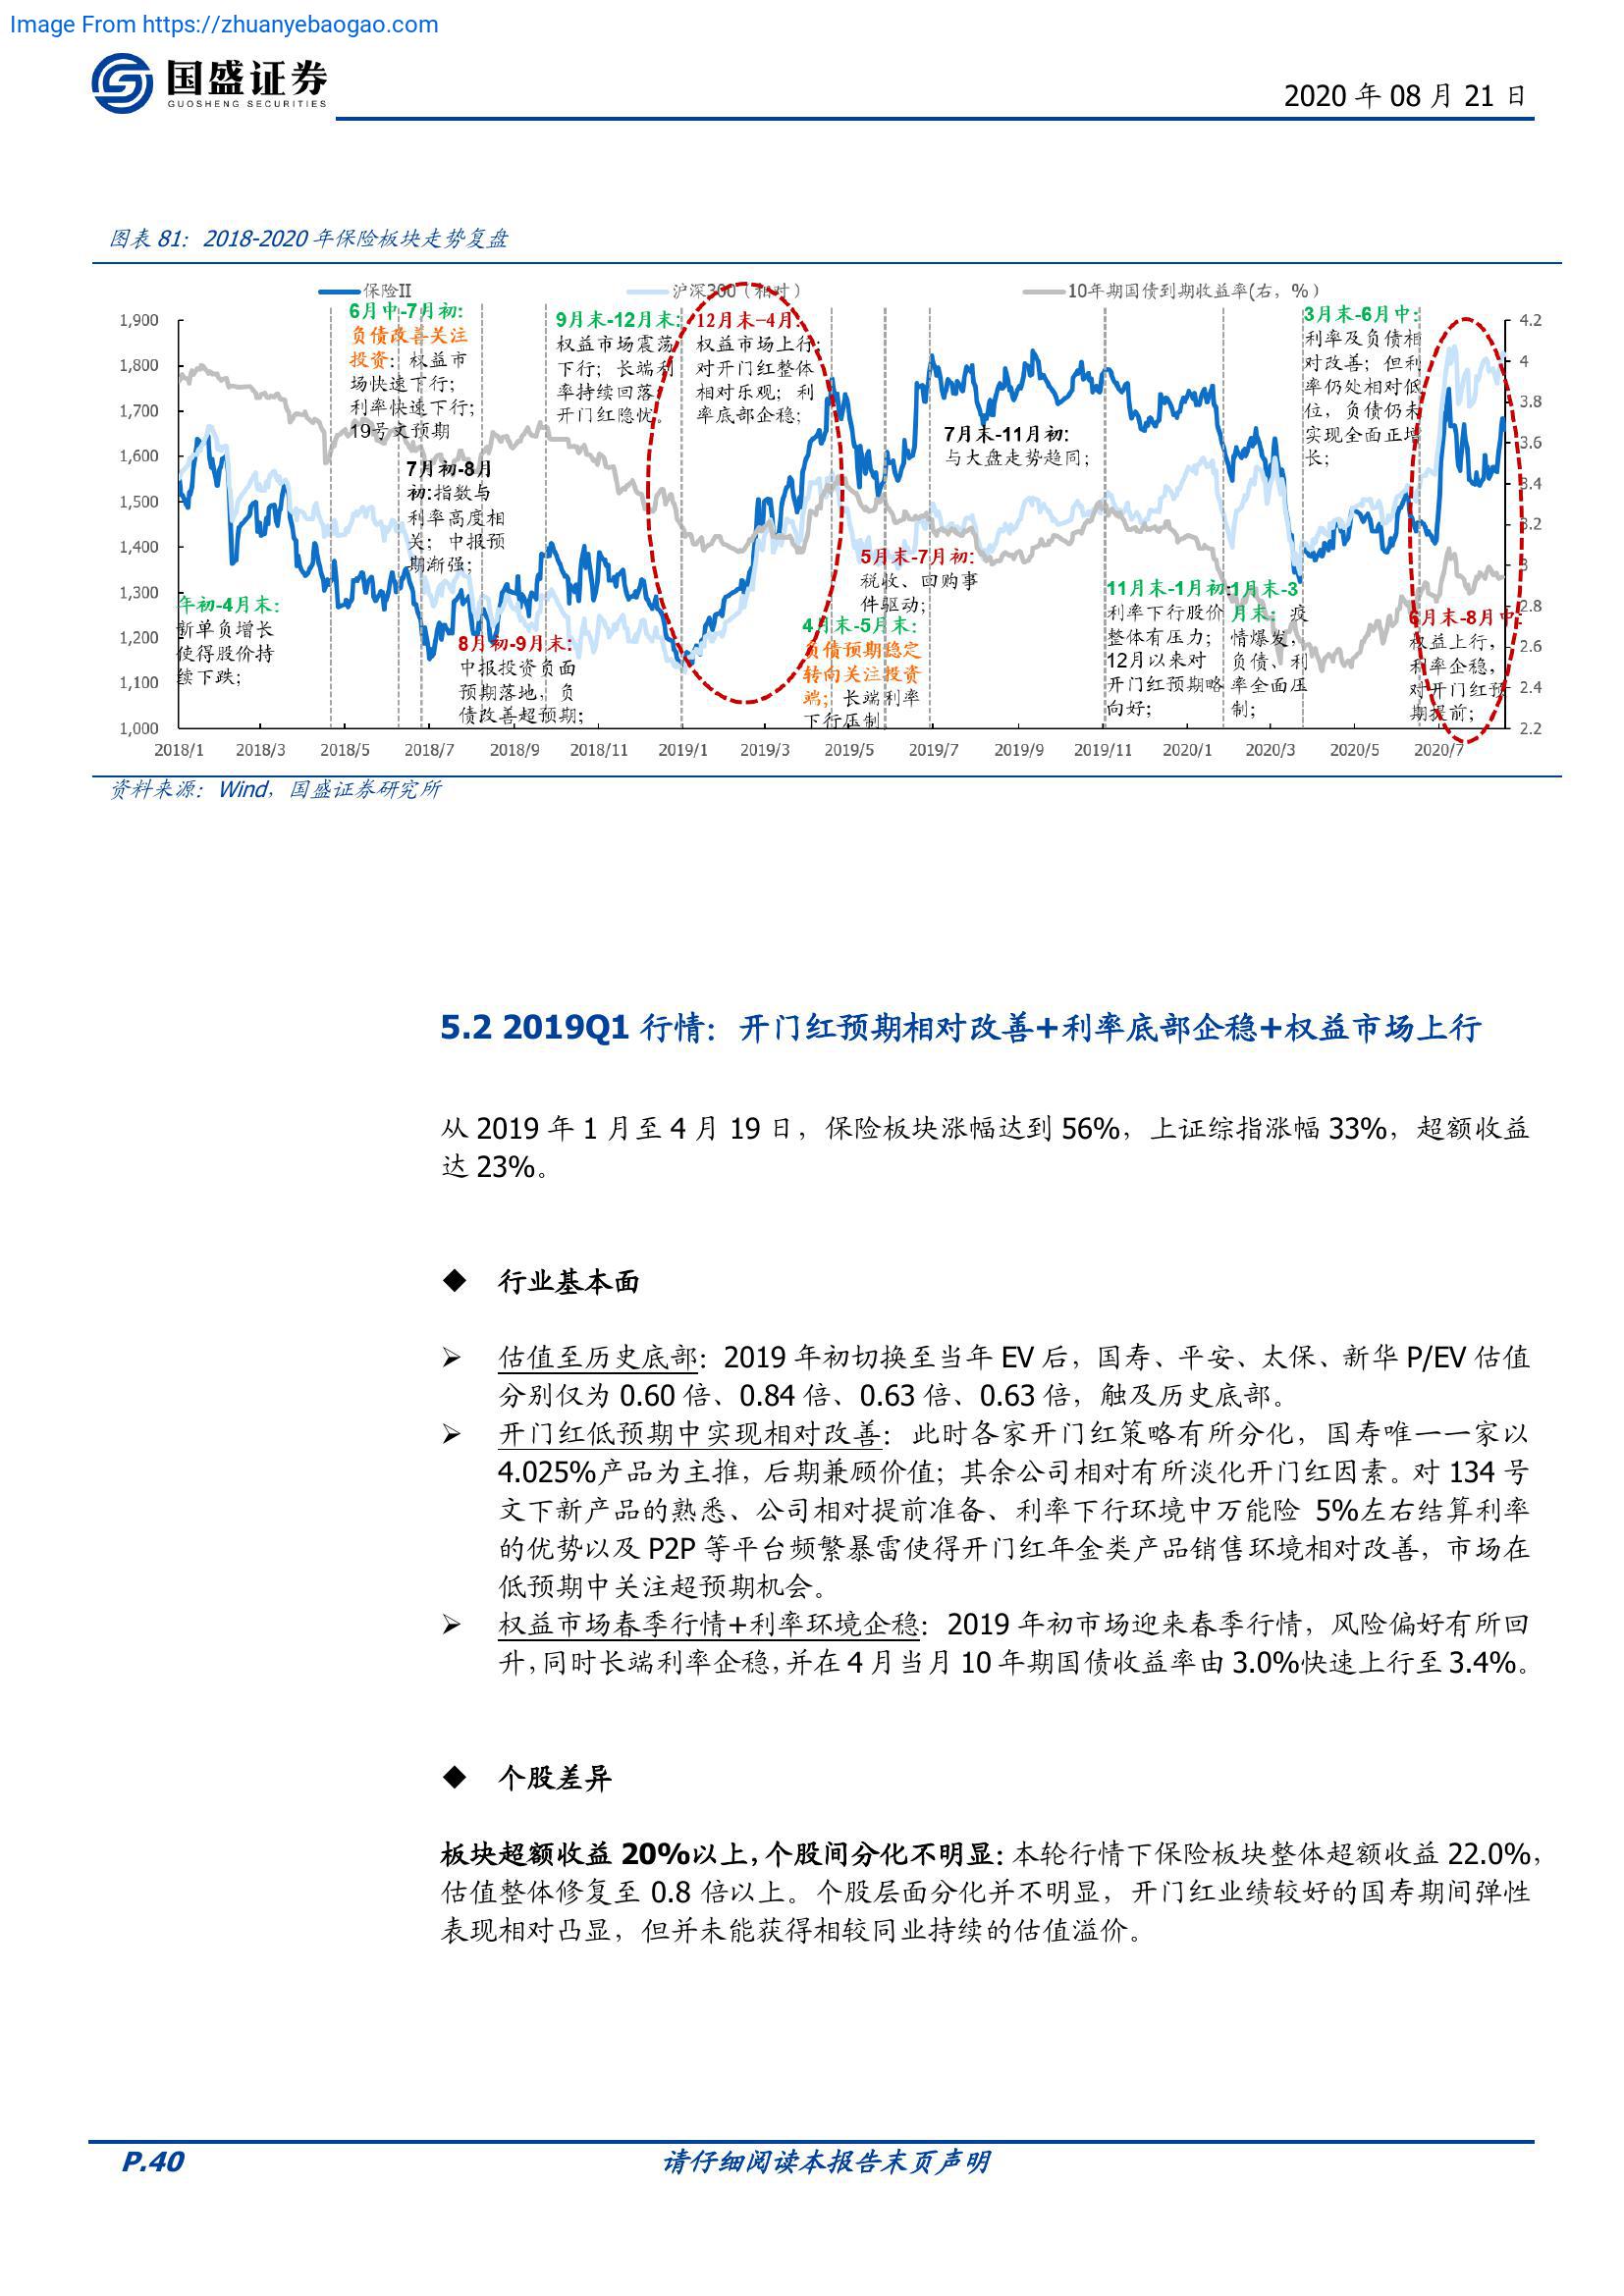 Image From https://zhuanyebaogao.com
国盛证券
GUOSHENG SECURITIES
2020 年 08 月 21 日
图表 81：2018-2020 年保险板块走势复盘
保险II
沪深300（相对）
10年期国债到期收益率(右，%)
1,900
1,800
1,700
1,600
1,500
1,400
1,300
1,200
1,100
1,000
4.2
4
3.8
3.6
3.4
3.2
3
2.8
2.6
2.4
2.2
年初-4月末：
新单负增长
使得股价持
续下跌；
6月中-7月初:
负债改善关注
投资：权益市
场快速下行；
利率快速下行；
19号文预期
7月初-8月
初:指数与
利率高度相
关；中报预
期渐强；
8月初-9月末:
中报投资负面
预期落地，负
债改善超预期；
9月末-12月末:
权益市场震荡
下行；长端利
率持续回落，
开门红隐忧。
12月末-4月:
权益市场上行，
对开门红整体
相对乐观；利
率底部企稳；
4月末-5月末:
负债预期稳定
转向关注投资
端；长端利率
下行压制
5月末-7月初:
税收、回购事
件驱动；
7月末-11月初:
与大盘走势趋同；
11月末-1月初:
利率下行股价
整体有压力；
12月以来对
开门红预期略
向好；
1月末-3
月末：疫
情爆发，
负债、利
率全面压
制；
3月末-6月中:
利率及负债相
对改善；但利
率仍处相对低
位，负债仍未
实现全面正增
长；
6月末-8月中:
权益上行，
利率企稳，
对开门红预
期提前；
2018/1 2018/3 2018/5 2018/7 2018/9 2018/11 2019/1 2019/3 2019/5 2019/7 2019/9 2019/11 2020/1 2020/3 2020/5 2020/7
资料来源：Wind，国盛证券研究所
5.2 2019Q1 行情：开门红预期相对改善+利率底部企稳+权益市场上行
从 2019 年 1 月至 4 月 19 日，保险板块涨幅达到 56%，上证综指涨幅 33%，超额收益
达 23%。
◆ 行业基本面
➢ 估值至历史底部：2019 年初切换至当年 EV 后，国寿、平安、太保、新华 P/EV 估值
分别仅为 0.60 倍、0.84 倍、0.63 倍、0.63 倍，触及历史底部。
➢ 开门红低预期中实现相对改善：此时各家开门红策略有所分化，国寿唯一一家以
4.025%产品为主推，后期兼顾价值；其余公司相对有所淡化开门红因素。对 134 号
文下新产品的熟悉、公司相对提前准备、利率下行环境中万能险 5%左右结算利率
的优势以及 P2P 等平台频繁暴雷使得开门红年金类产品销售环境相对改善，市场在
低预期中关注超预期机会。
➢ 权益市场春季行情+利率环境企稳：2019 年初市场迎来春季行情，风险偏好有所回
升，同时长端利率企稳，并在 4 月当月 10 年期国债收益率由 3.0%快速上行至 3.4%。
◆ 个股差异
板块超额收益 20%以上，个股间分化不明显：本轮行情下保险板块整体超额收益 22.0%，
估值整体修复至 0.8 倍以上。个股层面分化并不明显，开门红业绩较好的国寿期间弹性
表现相对凸显，但并未能获得相较同业持续的估值溢价。
P.40
请仔细阅读本报告末页声明